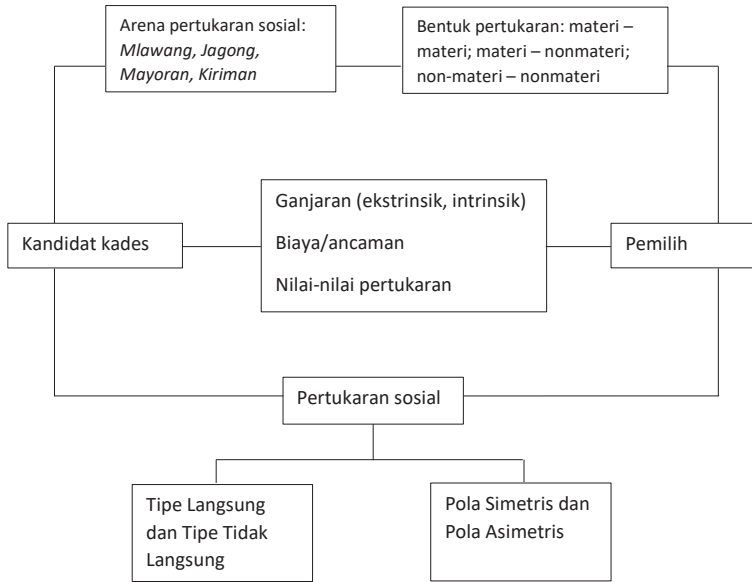 Arena pertukaran sosial:
Mlawang, Jagong,
Mayoran, Kiriman
Bentuk pertukaran: materi –
materi; materi – nonmateri;
non-materi – nonmateri
Kandidat kades
Ganjaran (ekstrinsik, intrinsik)
Biaya/ancaman
Nilai-nilai pertukaran
Pemilih
Pertukaran sosial
Tipe Langsung
dan Tipe Tidak
Langsung
Pola Simetris dan
Pola Asimetris